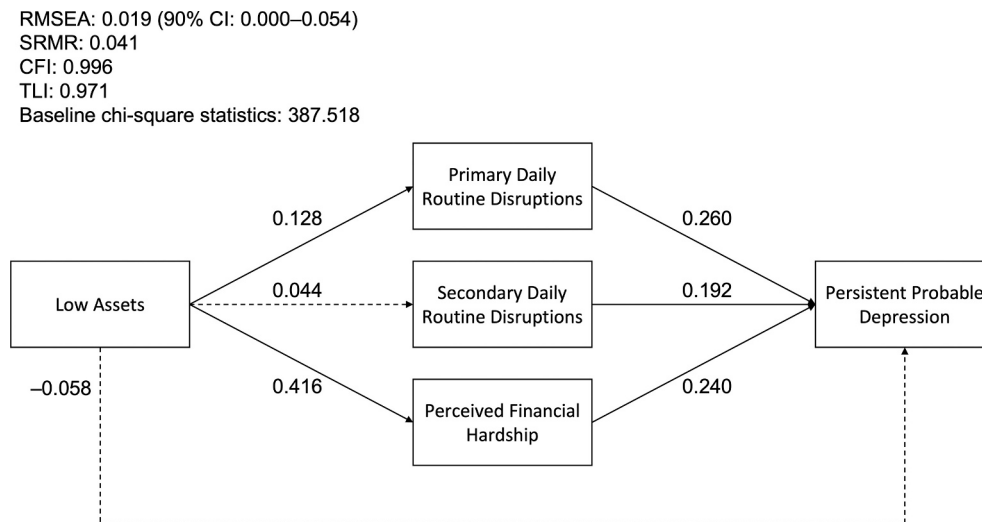 RMSEA: 0.019 (90% CI: 0.000–0.054)
SRMR: 0.041
CFI: 0.996
TLI: 0.971
Baseline chi-square statistics: 387.518
Primary Daily
Routine Disruptions
0.128
0.260
Low Assets
0.044
Secondary Daily
Routine Disruptions
0.192
Persistent Probable
Depression
–0.058
0.416
Perceived Financial
Hardship
0.240